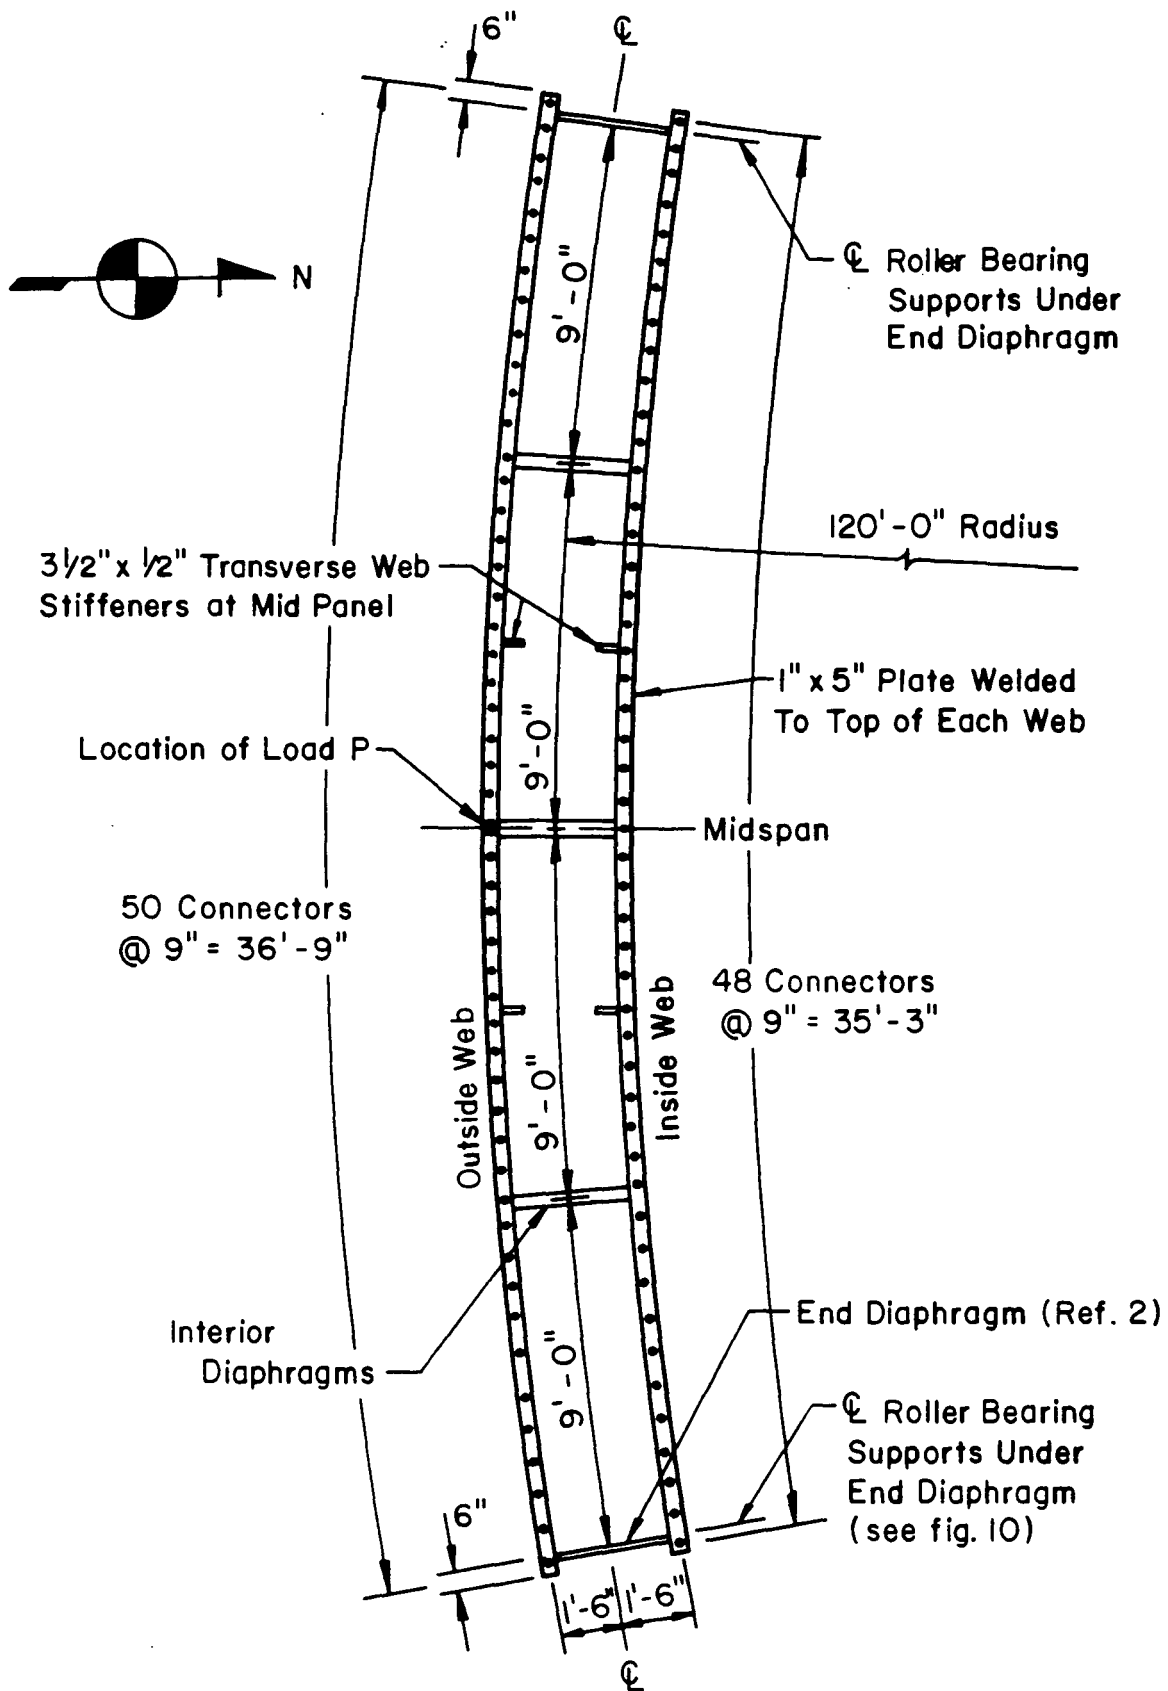 6"
℄
N
9'-0"
℄ Roller Bearing
Supports Under
End Diaphragm
120'-0" Radius
3 1/2" x 1/2" Transverse Web
Stiffeners at Mid Panel
1" x 5" Plate Welded
To Top of Each Web
9'-0"
Location of Load P
Midspan
50 Connectors
@ 9" = 36'-9"
48 Connectors
@ 9" = 35'-3"
Outside Web
Inside Web
9'-0"
End Diaphragm (Ref. 2)
Interior
Diaphragms
9'-0"
℄ Roller Bearing
Supports Under
End Diaphragm
(see fig. 10)
6"
1'-6" 1'-6"
℄